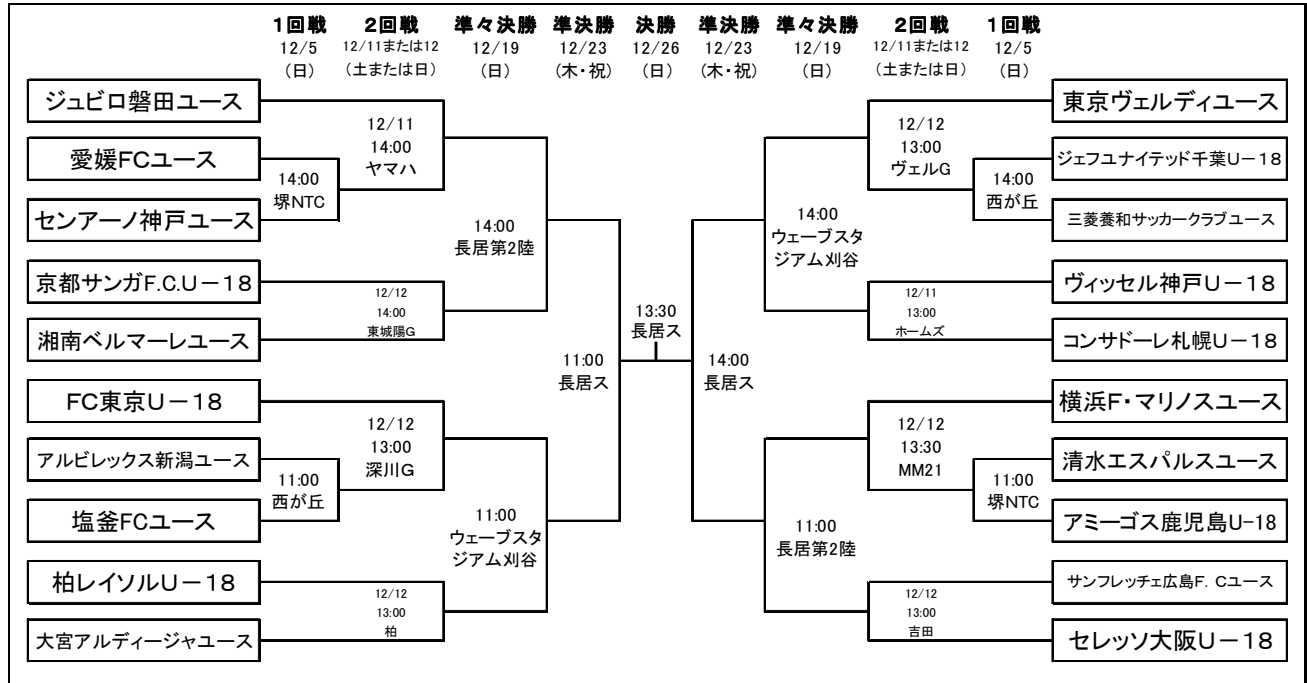 1回戦 2回戦 準々決勝 準決勝 決勝 準決勝 準々決勝 2回戦 1回戦
12/5 12/11または12 12/19 12/23 12/26 12/23 12/19 12/11または12 12/5
(日) (土または日) (日) (木・祝) (日) (木・祝) (日) (土または日) (日)
ジュビロ磐田ユース
愛媛FCユース
センアーノ神戸ユース
京都サンガF.C.U-18
湘南ベルマーレユース
FC東京U-18
アルビレックス新潟ユース
塩釜FCユース
柏レイソルU-18
大宮アルディージャユース
14:00
堺NTC
11:00
西が丘
12/11
14:00
ヤマハ
12/12
14:00
東城陽G
12/12
13:00
深川G
12/12
13:00
柏
14:00
長居第2陸
11:00
ウェーブスタ
ジアム刈谷
11:00
長居ス
13:30
長居ス
14:00
長居ス
14:00
ウェーブスタ
ジアム刈谷
11:00
長居第2陸
12/12
13:00
ヴェルG
12/11
13:00
ホームズ
12/12
13:30
MM21
12/12
13:00
吉田
14:00
西が丘
11:00
堺NTC
東京ヴェルディユース
ジェフユナイテッド千葉U-18
三菱養和サッカークラブユース
ヴィッセル神戸U-18
コンサドーレ札幌U-18
横浜F・マリノスユース
清水エスパルスユース
アミーゴス鹿児島U-18
サンフレッチェ広島F.Cユース
セレッソ大阪U-18